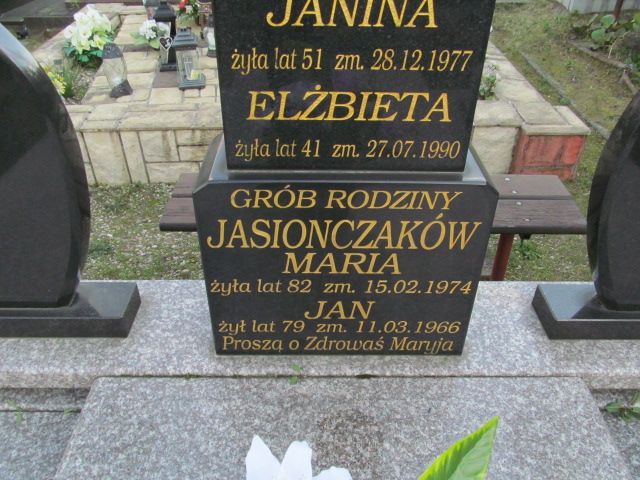 JANINA
żyła lat 51 zm. 28.12.1977
ELŻBIETA
żyła lat 41 zm. 27.07.1990
GRÓB RODZINY
JASIONCZAKÓW
MARIA
żyła lat 82 zm. 15.02.1974
JAN
żył lat 79 zm. 11.03.1966
Proszą o Zdrowaś Maryja